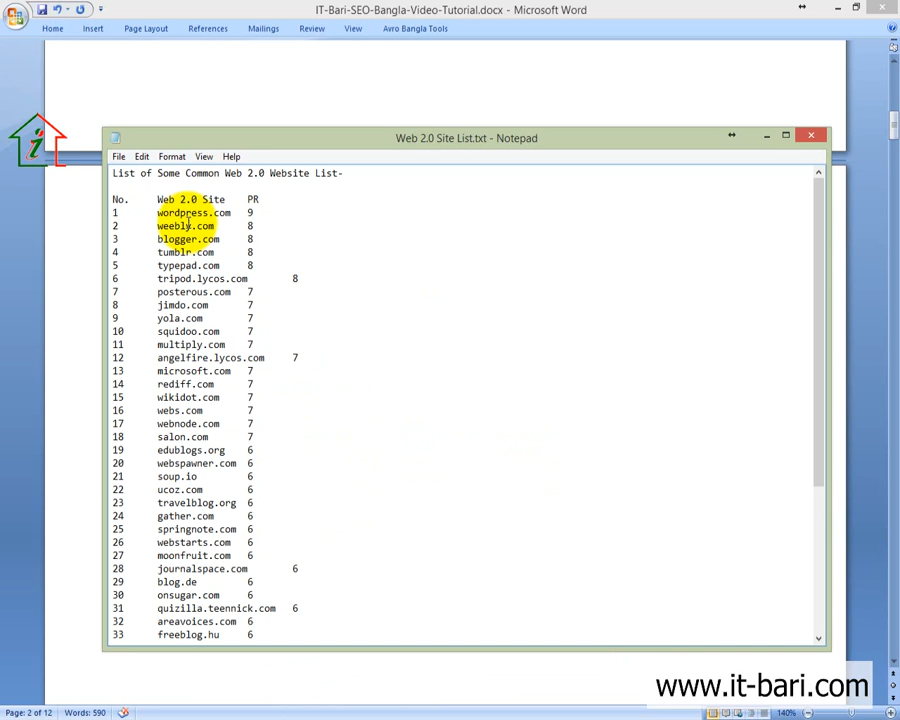 IT-Bari-SEO-Bangla-Video-Tutorial.docx - Microsoft Word
Home Insert Page Layout References Mailings Review View Avro Bangla Tools
Web 2.0 Site List.txt - Notepad
File Edit Format View Help
List of Some Common Web 2.0 Website List-
No. Web 2.0 Site PR
1 wordpress.com 9
2 weebly.com 8
3 blogger.com 8
4 tumblr.com 8
5 typepad.com 8
6 tripod.lycos.com 8
7 posterous.com 7
8 jimdo.com 7
9 yola.com 7
10 squidoo.com 7
11 multiply.com 7
12 angelfire.lycos.com 7
13 microsoft.com 7
14 rediff.com 7
15 wikidot.com 7
16 webs.com 7
17 webnode.com 7
18 salon.com 7
19 edublogs.org 6
20 webspawner.com 6
21 soup.io 6
22 ucoz.com 6
23 travelblog.org 6
24 gather.com 6
25 springnote.com 6
26 webstarts.com 6
27 moonfruit.com 6
28 journalspace.com 6
29 blog.de 6
30 onsugar.com 6
31 quizilla.teennick.com 6
32 areavoices.com 6
33 freeblog.hu 6
www.it-bari.com
Page: 2 of 12 Words: 590 140%